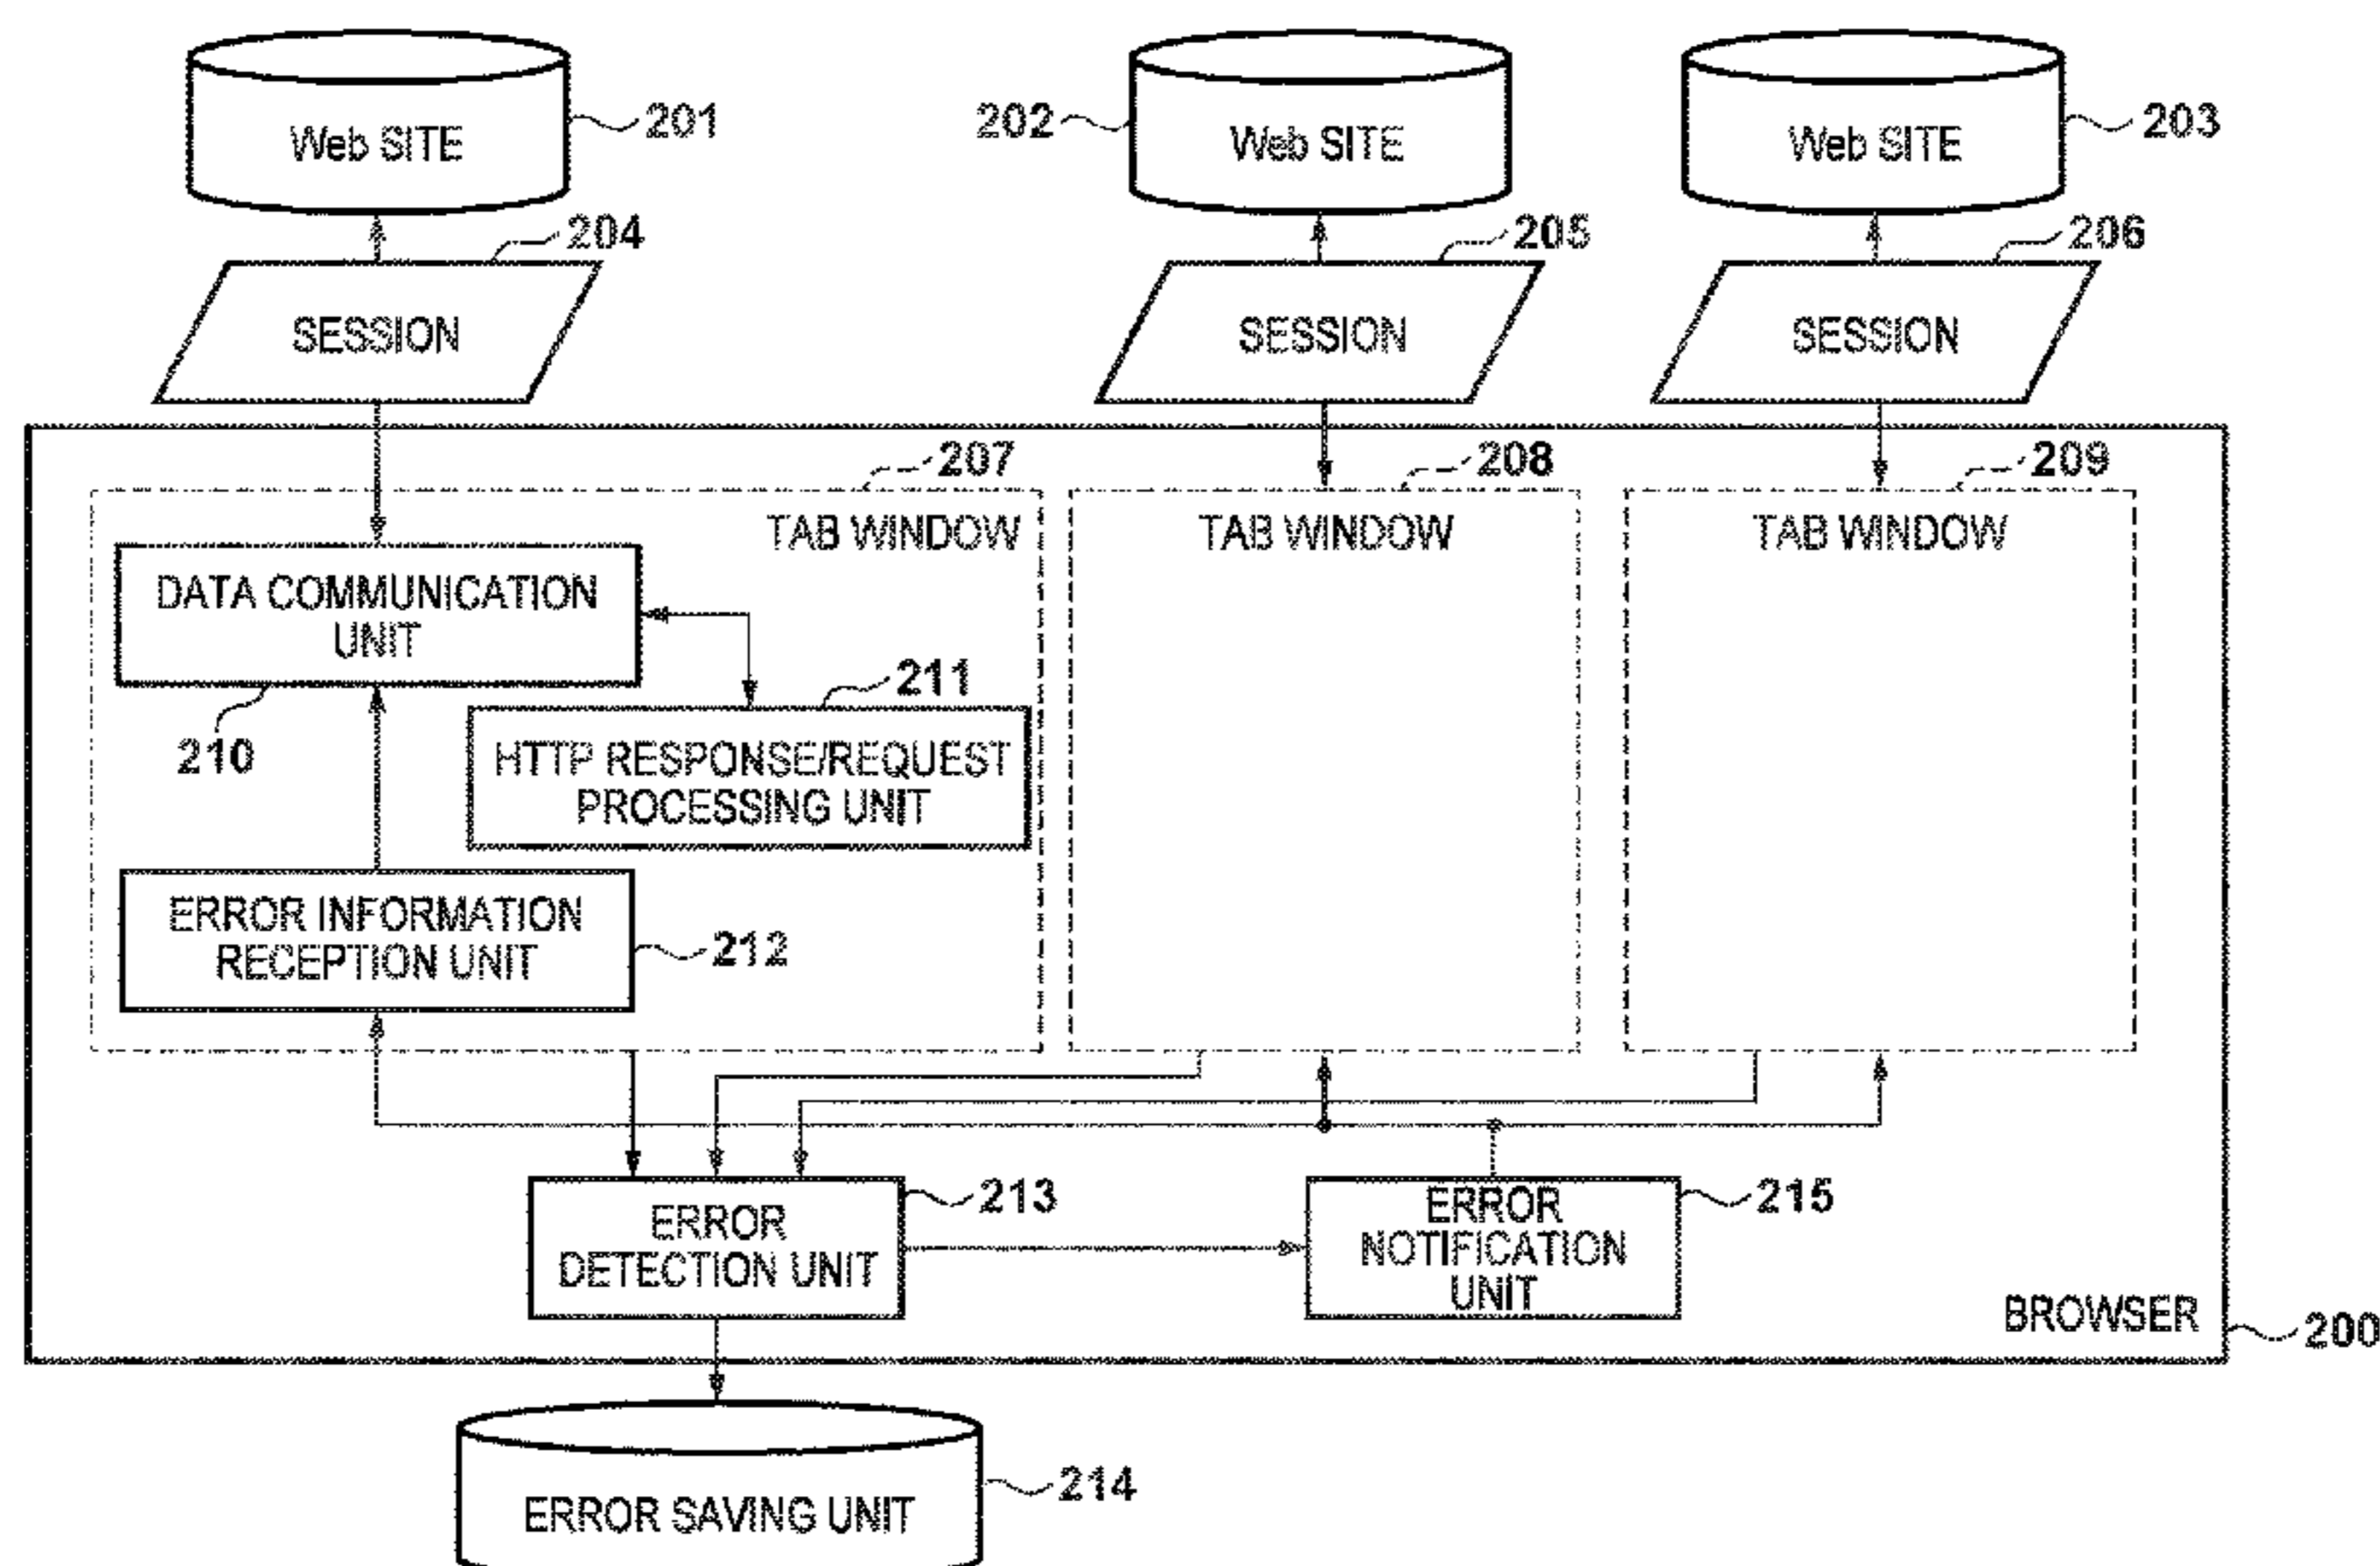 Web SITE
201
202
Web SITE
Web SITE
203
204
205
206
SESSION
SESSION
SESSION
207
208
209
TAB WINDOW
TAB WINDOW
TAB WINDOW
DATA COMMUNICATION
UNIT
210
211
HTTP RESPONSE/REQUEST
PROCESSING UNIT
ERROR INFORMATION
RECEPTION UNIT
212
213
215
ERROR
DETECTION UNIT
ERROR
NOTIFICATION
UNIT
BROWSER
200
ERROR SAVING UNIT
214